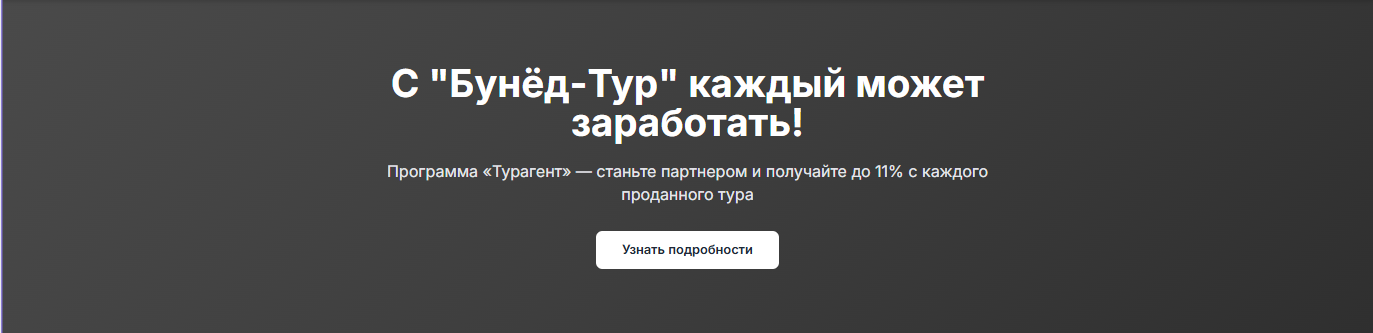 С "Бунёд-Тур" каждый может
заработать!
Программа «Турагент» — станьте партнером и получайте до 11% с каждого
проданного тура
Узнать подробности